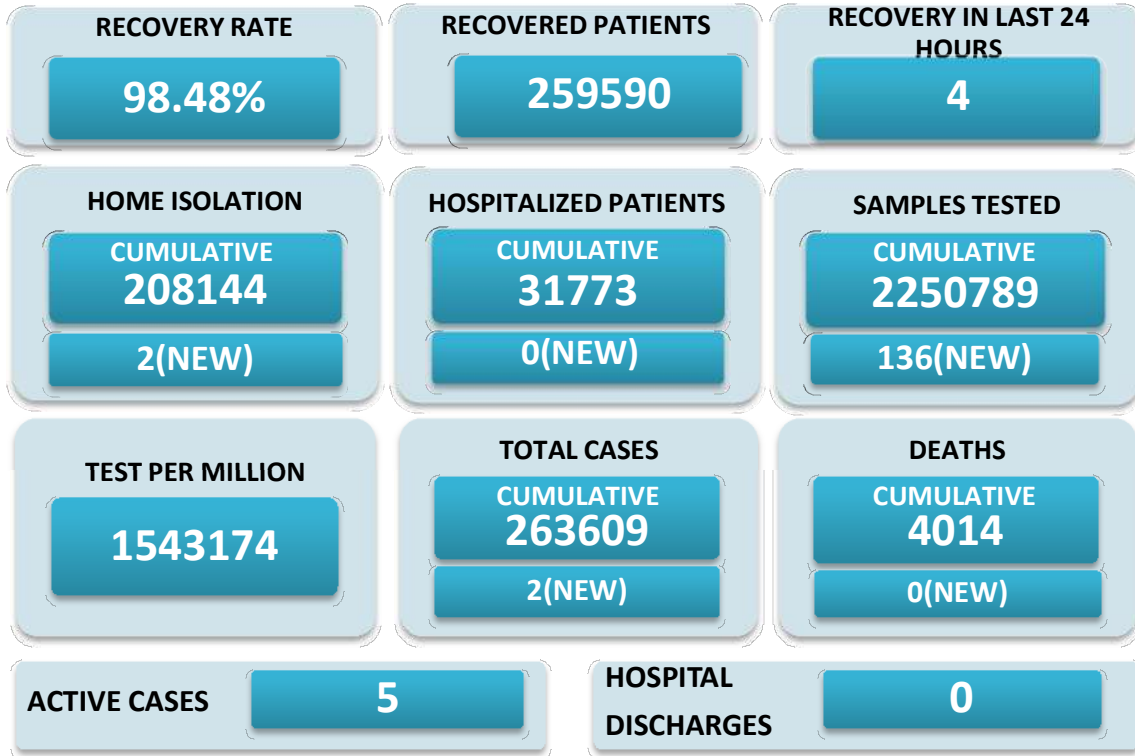 RECOVERY RATE
98.48%
RECOVERED PATIENTS
259590
RECOVERY IN LAST 24
HOURS
4
HOME ISOLATION
CUMULATIVE
208144
2(NEW)
HOSPITALIZED PATIENTS
CUMULATIVE
31773
0(NEW)
SAMPLES TESTED
CUMULATIVE
2250789
136(NEW)
TEST PER MILLION
1543174
TOTAL CASES
CUMULATIVE
263609
2(NEW)
DEATHS
CUMULATIVE
4014
0(NEW)
ACTIVE CASES
5
HOSPITAL
DISCHARGES
0